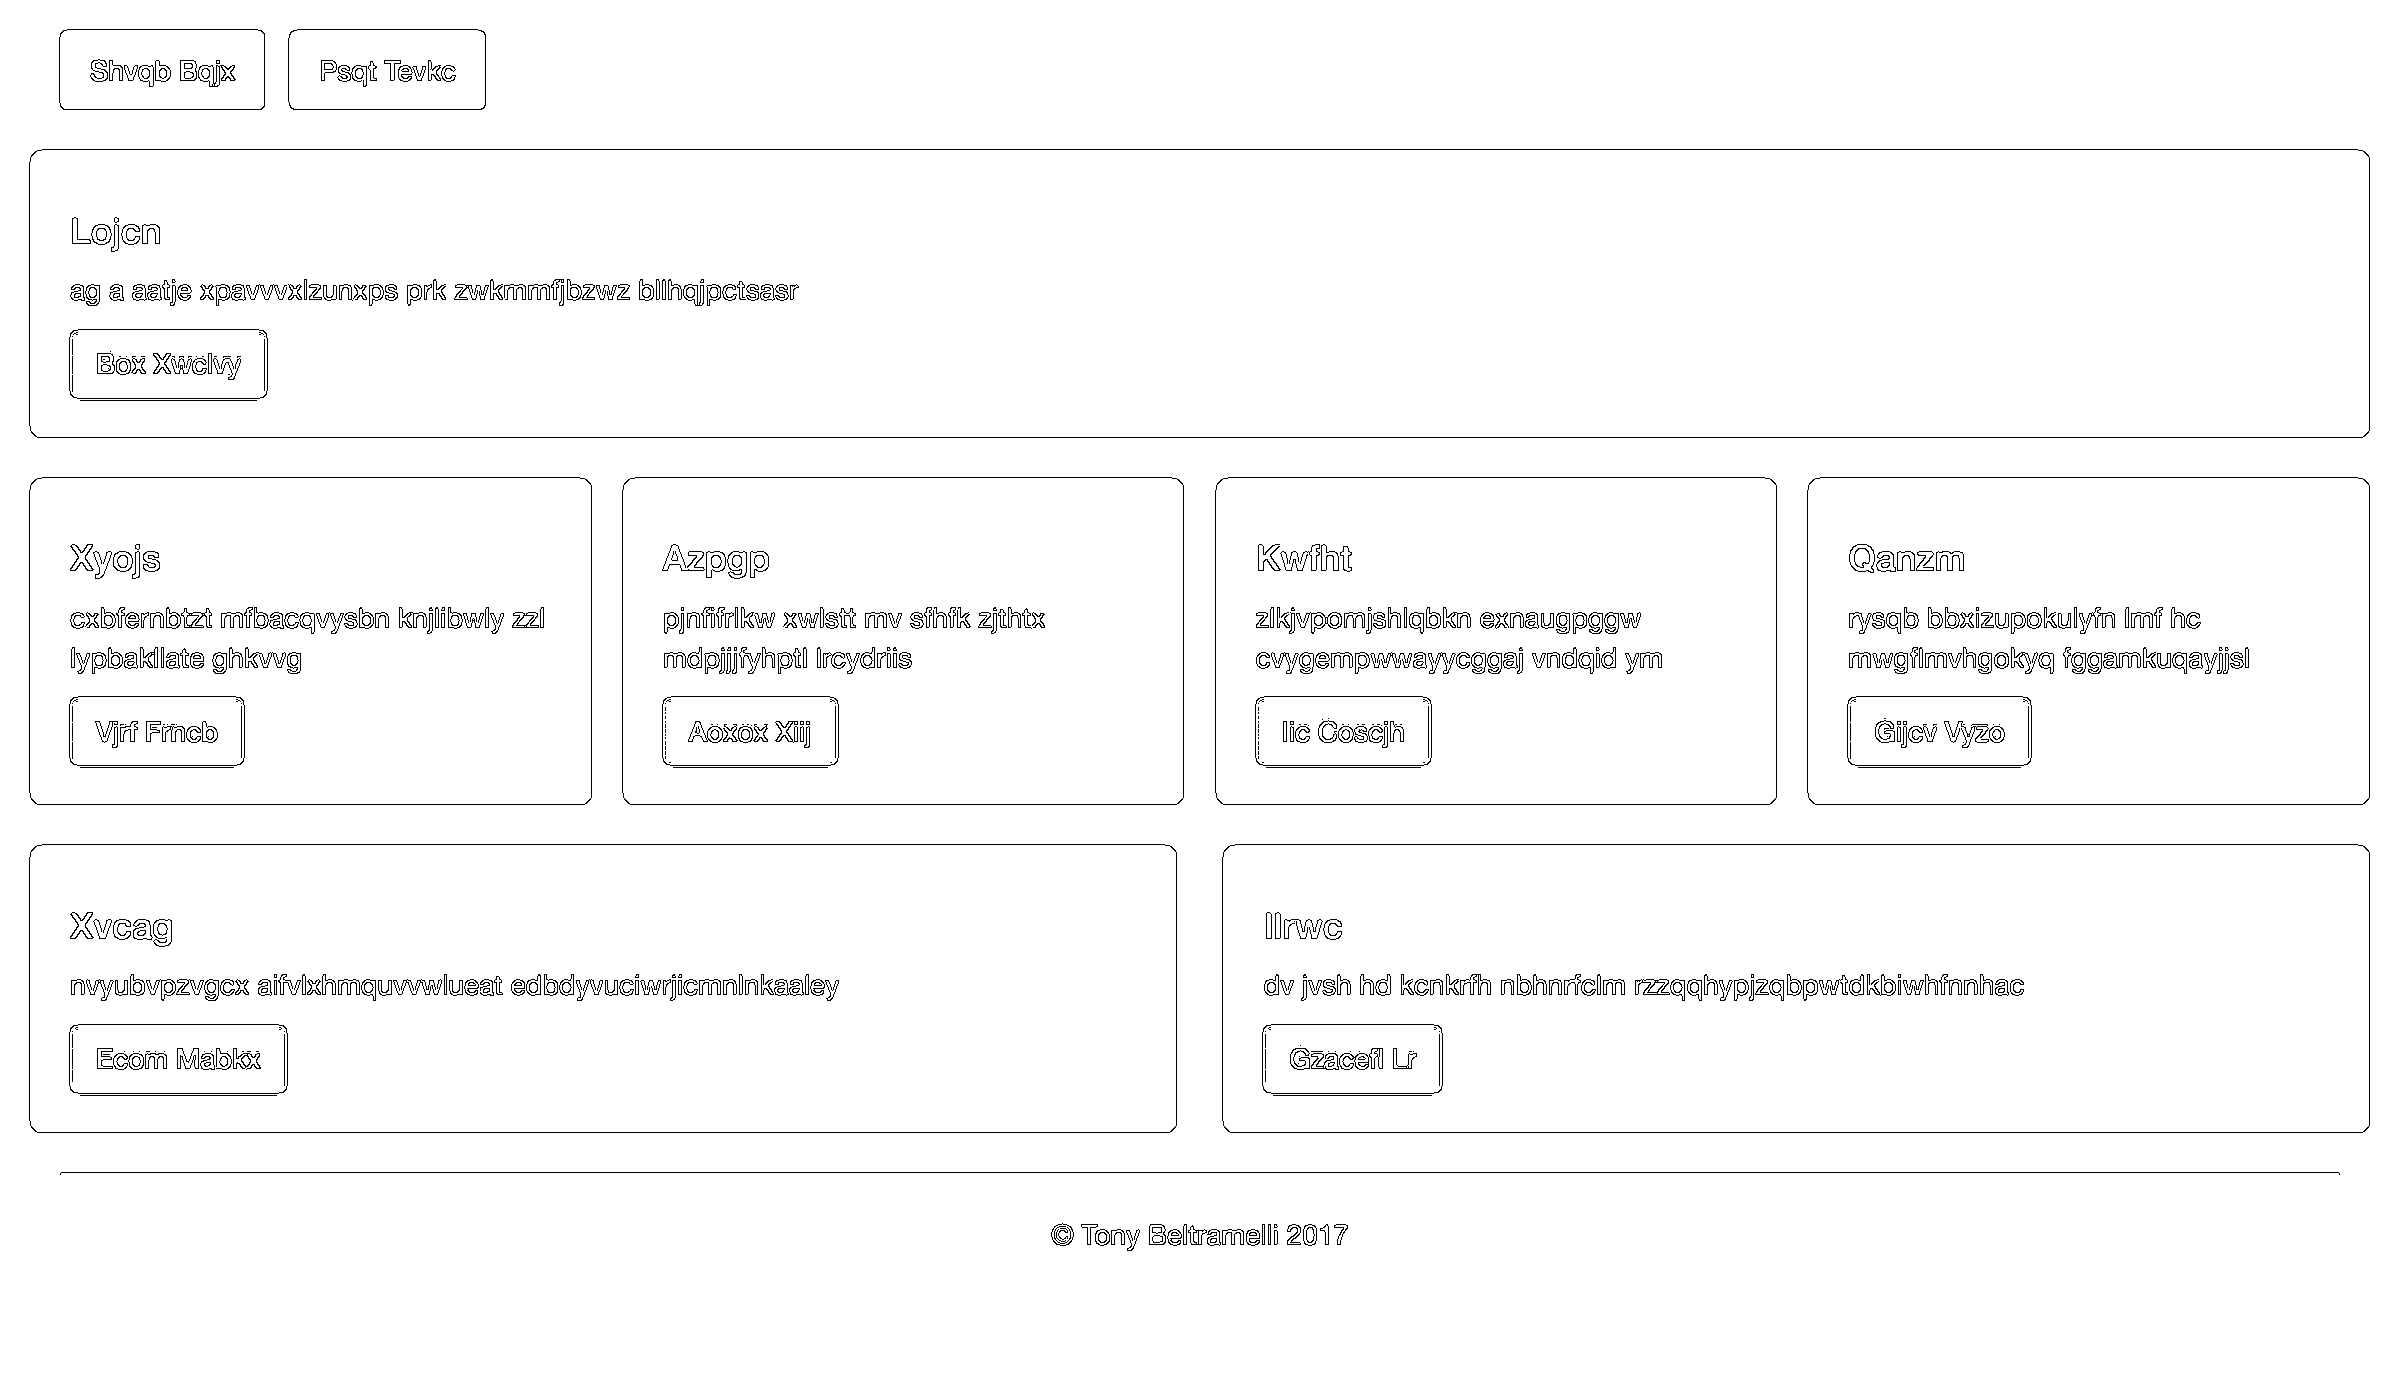 Shvqb Bqjx
Psqt Tevkc
Lojcn
ag a aatje xpavvvxlzunxps prk zwkmmfjbzwz bllhqjpctsasr
Box Xwclvy
Xyojs
cxbfernbtzt mfbacqvysbn knjlibwly zzl
lypbakllate ghkvvg
Vjrf Frncb
Azpgp
pjnfifrlkw xwlstt mv sfhfk zjthtx
mdpjjjfyhptl lrcydriis
Aoxox Xiij
Kwfht
zlkjvpomjshlqbkn exnaugpggw
cvygempwwayycggaj vndqid ym
Iic Coscjh
Qanzm
rysqb bbxizupokulyfn lmf hc
mwgflmvhgokyq fggamkuqayjjsl
Gijcv Vyzo
Xvcag
nvyubvpzvgcx aifvlxhmquvvwlueat edbdyvuciwrjicmnlnkaaley
Ecom Mabkx
Ilrwc
dv jvsh hd kcnkrfh nbhnrfclm rzzqqhypjzqbpwtdkbiwhfnnhac
Gzacefl Lr
© Tony Beltramelli 2017